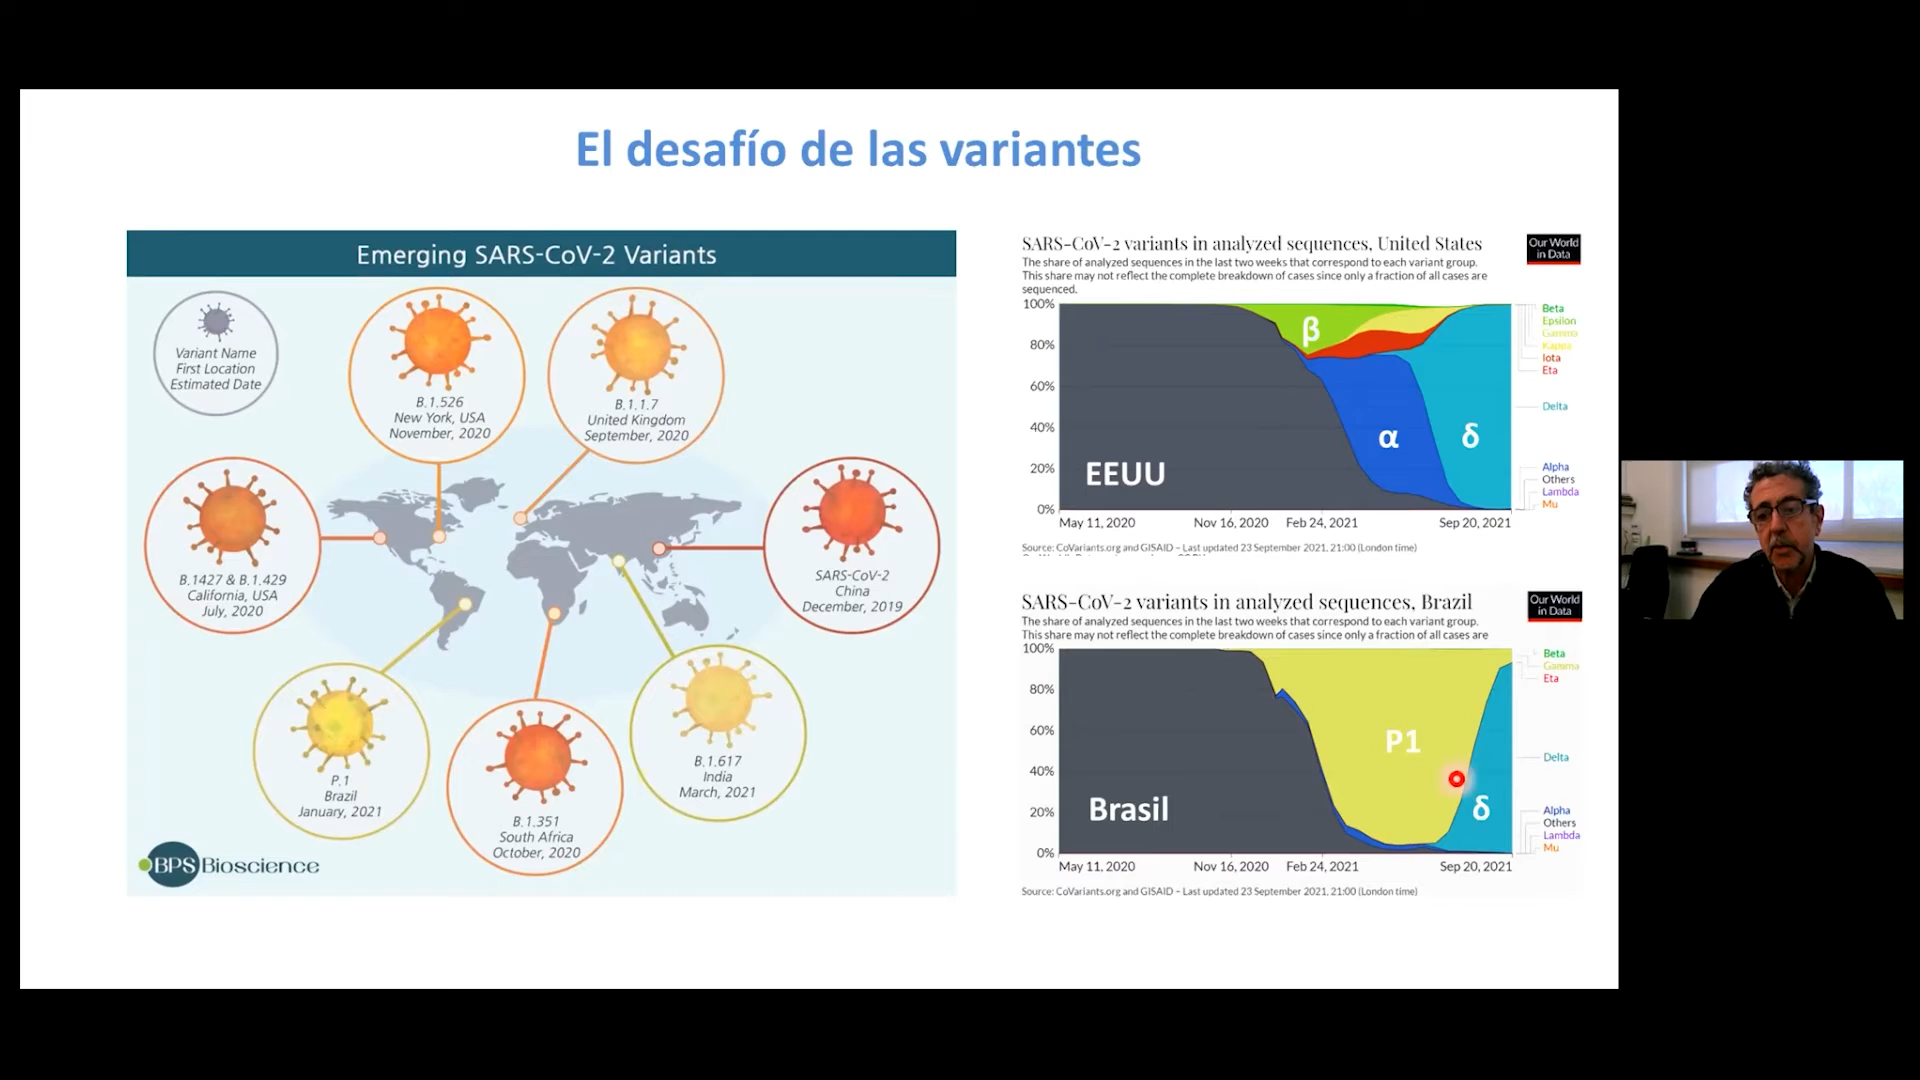 El desafío de las variantes
Emerging SARS-CoV-2 Variants
Variant Name
First Location
Estimated Date
B.1.526
New York, USA
November, 2020
B.1.1.7
United Kingdom
September, 2020
B.1427 & B.1.429
California, USA
July, 2020
SARS-CoV-2
China
December, 2019
P.1
Brazil
January, 2021
B.1.351
South Africa
October, 2020
B.1.617
India
March, 2021
BPS Bioscience
SARS-CoV-2 variants in analyzed sequences, United States
Our World
in Data
The share of analyzed sequences in the last two weeks that correspond to each variant group.
This share may not reflect the complete breakdown of cases since only a fraction of all cases are
sequenced.
100%
80%
60%
40%
20%
0%
β
α
δ
EEUU
Beta
Epsilon
Gamma
Kappa
Iota
Eta
Delta
Alpha
Others
Lambda
Mu
May 11, 2020
Nov 16, 2020
Feb 24, 2021
Sep 20, 2021
Source: CoVariants.org and GISAID – Last updated 23 September 2021, 21:00 (London time)
SARS-CoV-2 variants in analyzed sequences, Brazil
Our World
in Data
The share of analyzed sequences in the last two weeks that correspond to each variant group.
This share may not reflect the complete breakdown of cases since only a fraction of all cases are
100%
80%
60%
40%
20%
0%
P1
δ
Brasil
Beta
Gamma
Eta
Delta
Alpha
Others
Lambda
Mu
May 11, 2020
Nov 16, 2020
Feb 24, 2021
Sep 20, 2021
Source: CoVariants.org and GISAID – Last updated 23 September 2021, 21:00 (London time)